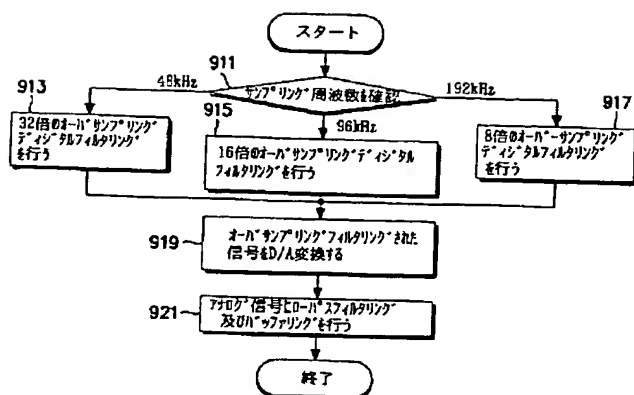 スタート
911
サンプリング周波数を確認
48kHz
192kHz
96kHz
913
32倍のオーバサンプリング
ディジタルフィルタリング
を行う
915
16倍のオーバサンプリングディジタル
フィルタリングを行う
917
8倍のオーバーサンプリング
ディジタルフィルタリング
を行う
919
オーバサンプリングフィルタリングされた
信号をD/A変換する
921
アナログ信号ヒローパスフィルタリング
及びバッファリングを行う
終了